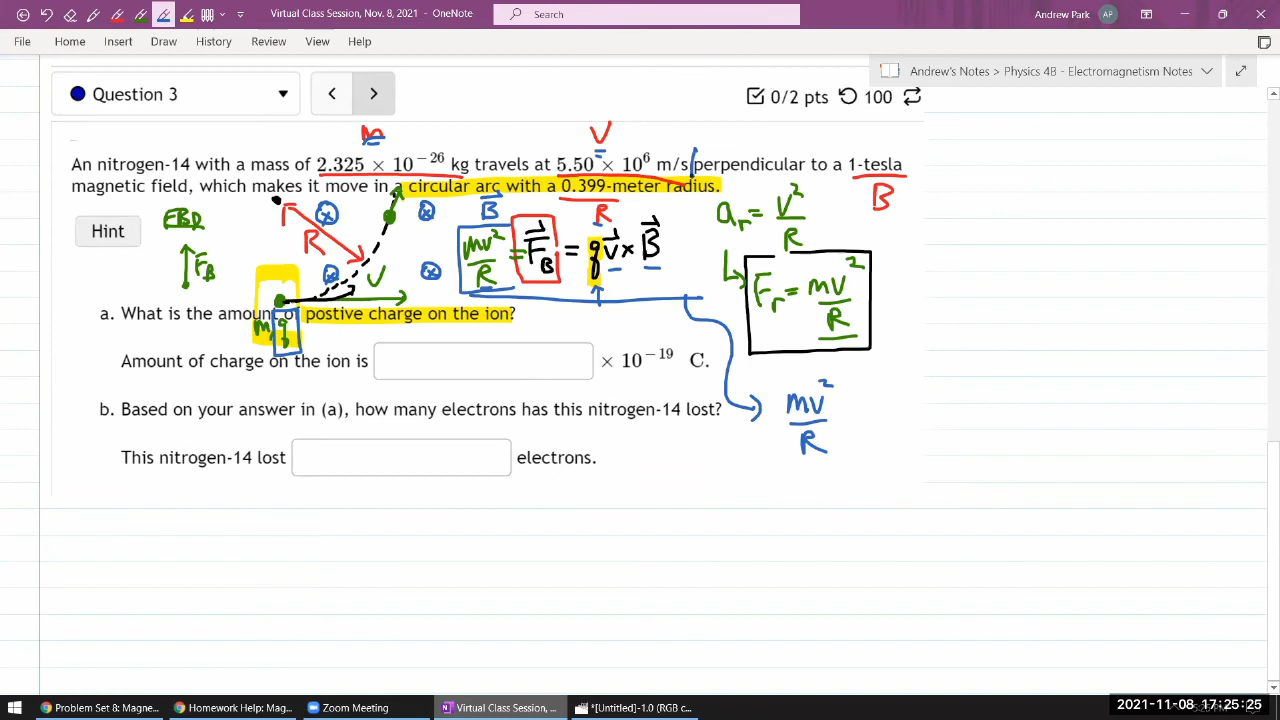 Virtual Class Session, Nov. 8, 2021 - OneNote
Search
Andrew Park
AP
File Home Insert Draw History Review View Help
Andrew's Notes > Physics 4B - Electromagnetism Notes
Question 3
0/2 pts 100
m
V
An nitrogen-14 with a mass of 2.325 × 10⁻²⁶ kg travels at 5.50 × 10⁶ m/s perpendicular to a 1-tesla
magnetic field, which makes it move in a circular arc with a 0.399-meter radius.
B
R
B⃗
FBD
Hint
R
F_B
V
mv²/R = F⃗_B = q v⃗ × B⃗
a_r = v²/R
F_r = mv²/R
a. What is the amount of postive charge on the ion?
m, q
Amount of charge on the ion is × 10⁻¹⁹ C.
b. Based on your answer in (a), how many electrons has this nitrogen-14 lost?
mv²/R
This nitrogen-14 lost electrons.
Problem Set & Magne...
Homework Help: Mag...
Zoom Meeting
Virtual Class Session,...
*[Untitled]-1.0 (RGB c...
2021-11-08 17:25:25